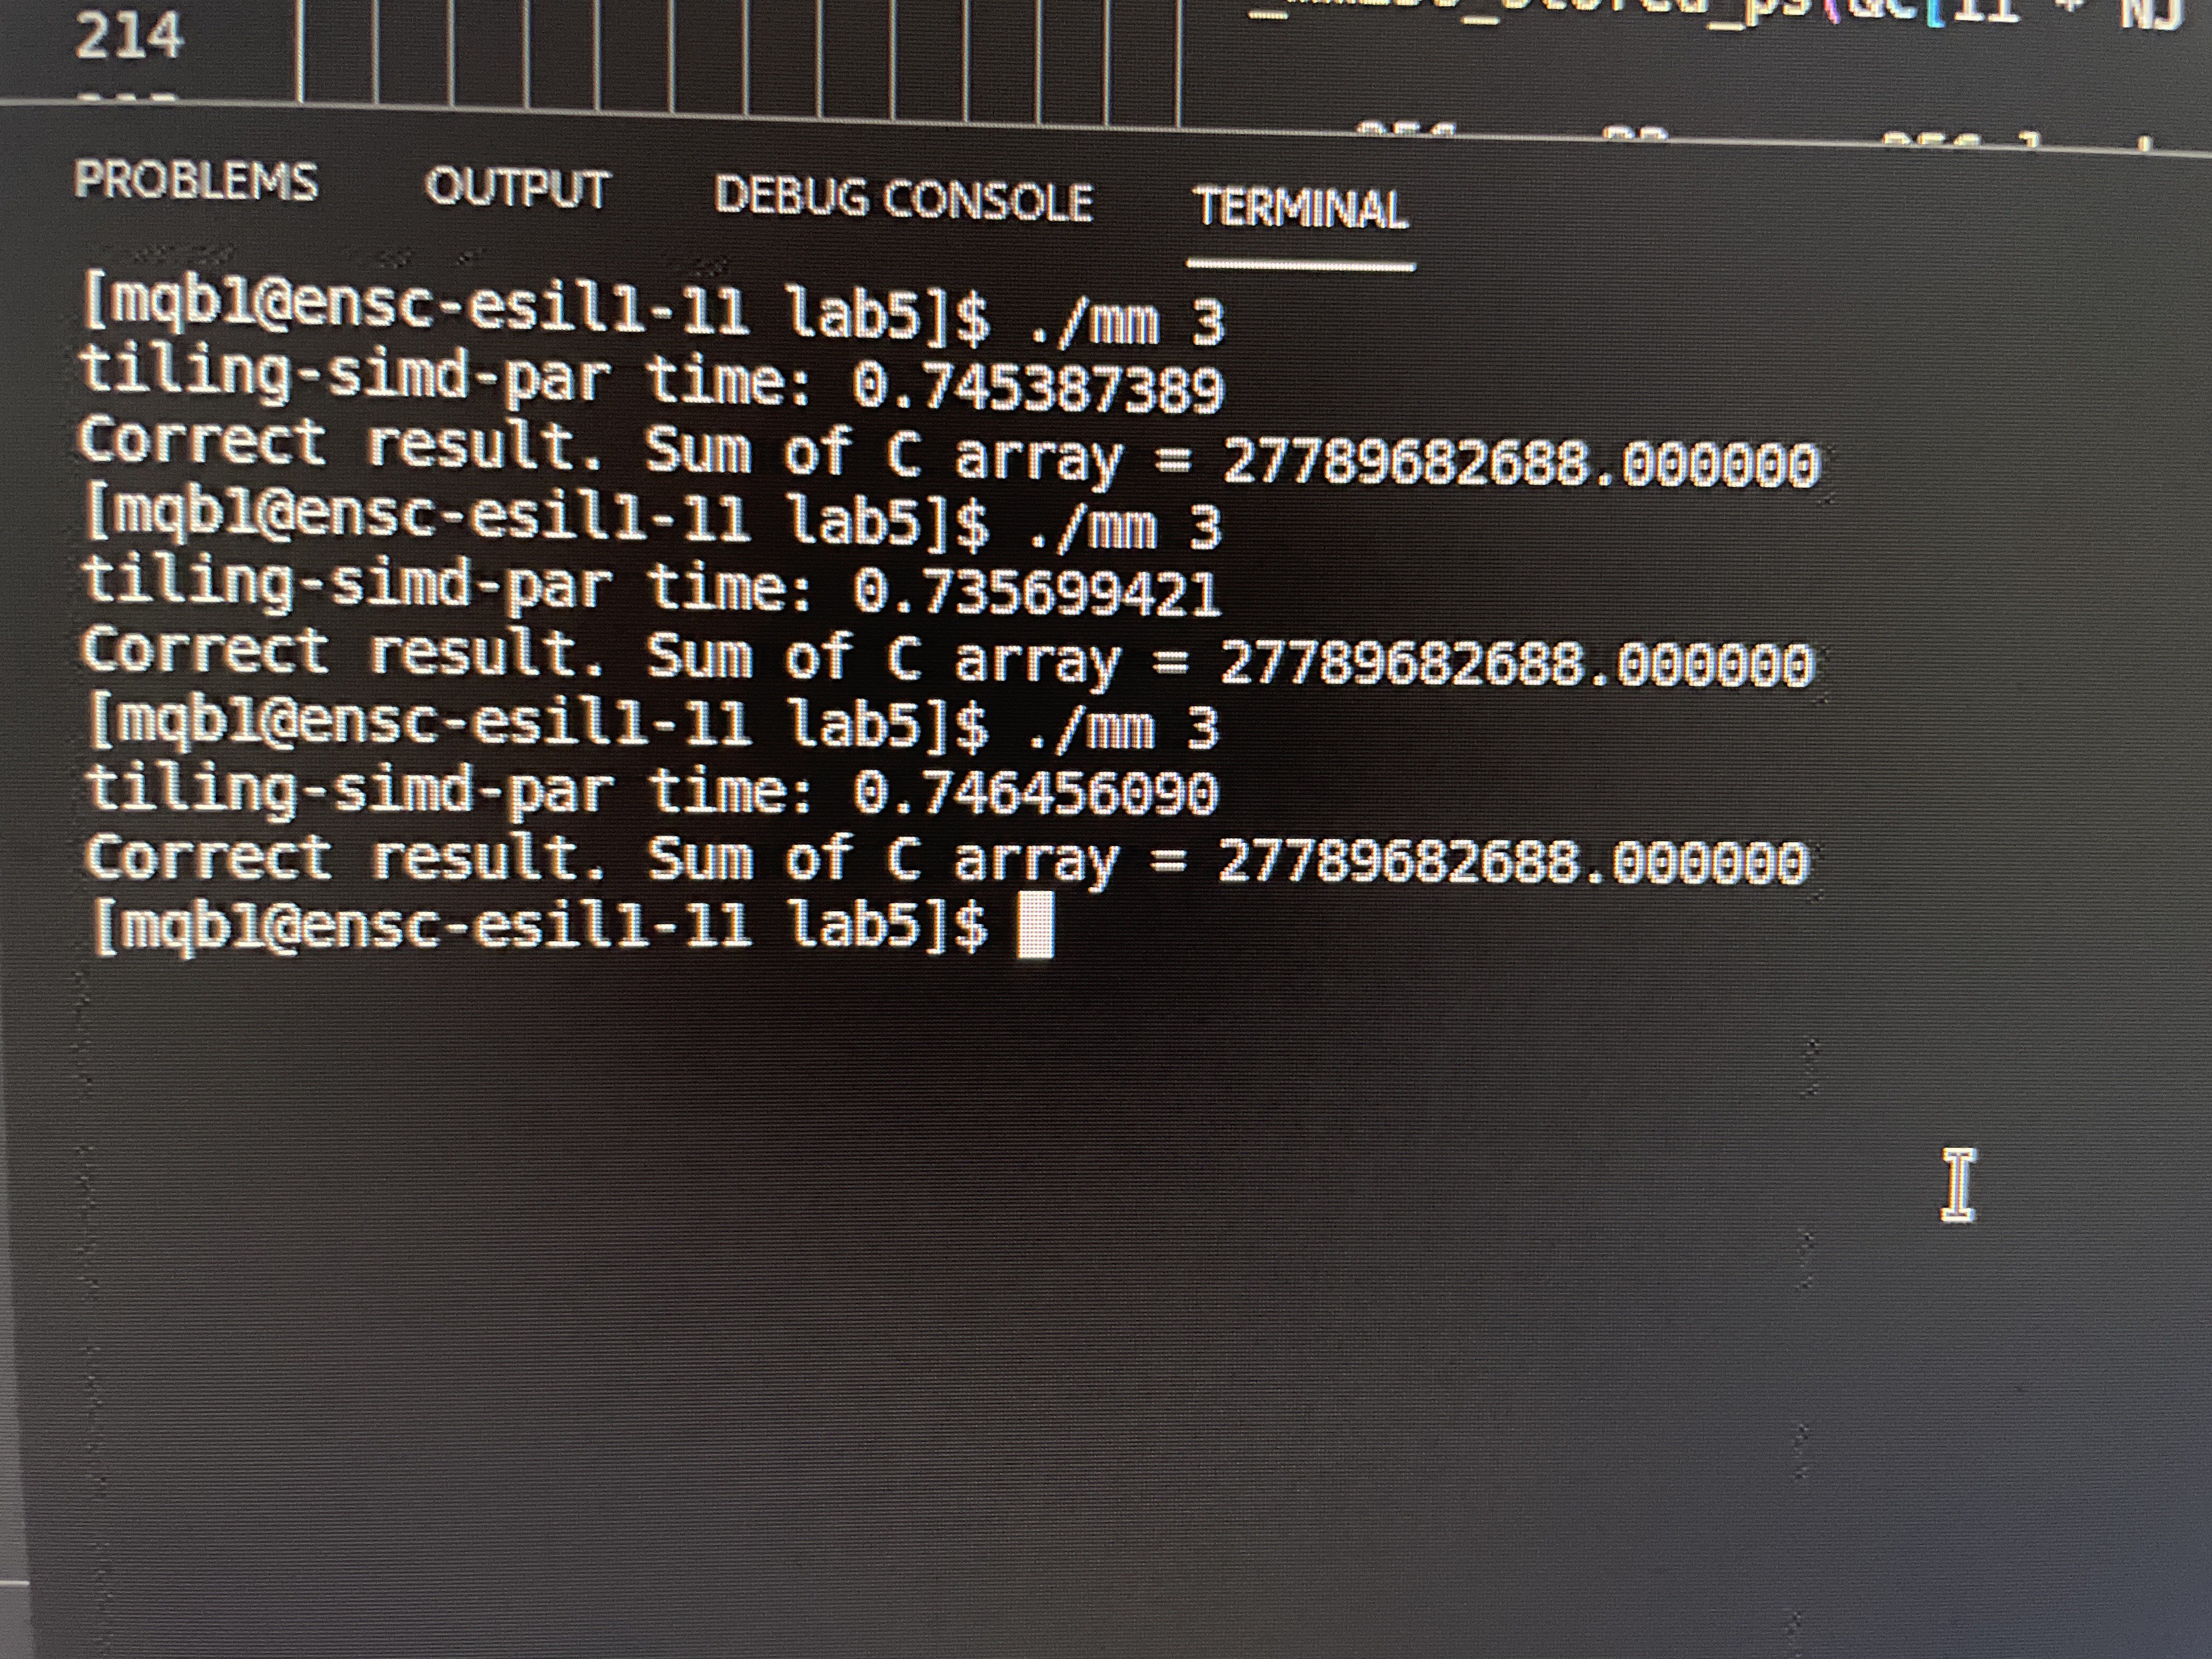 214
PROBLEMS OUTPUT DEBUG CONSOLE TERMINAL
[mqb1@ensc-esil1-11 lab5]$ ./mm 3
tiling-simd-par time: 0.745387389
Correct result. Sum of C array = 27789682688.000000
[mqb1@ensc-esil1-11 lab5]$ ./mm 3
tiling-simd-par time: 0.735699421
Correct result. Sum of C array = 27789682688.000000
[mqb1@ensc-esil1-11 lab5]$ ./mm 3
tiling-simd-par time: 0.746456090
Correct result. Sum of C array = 27789682688.000000
[mqb1@ensc-esil1-11 lab5]$